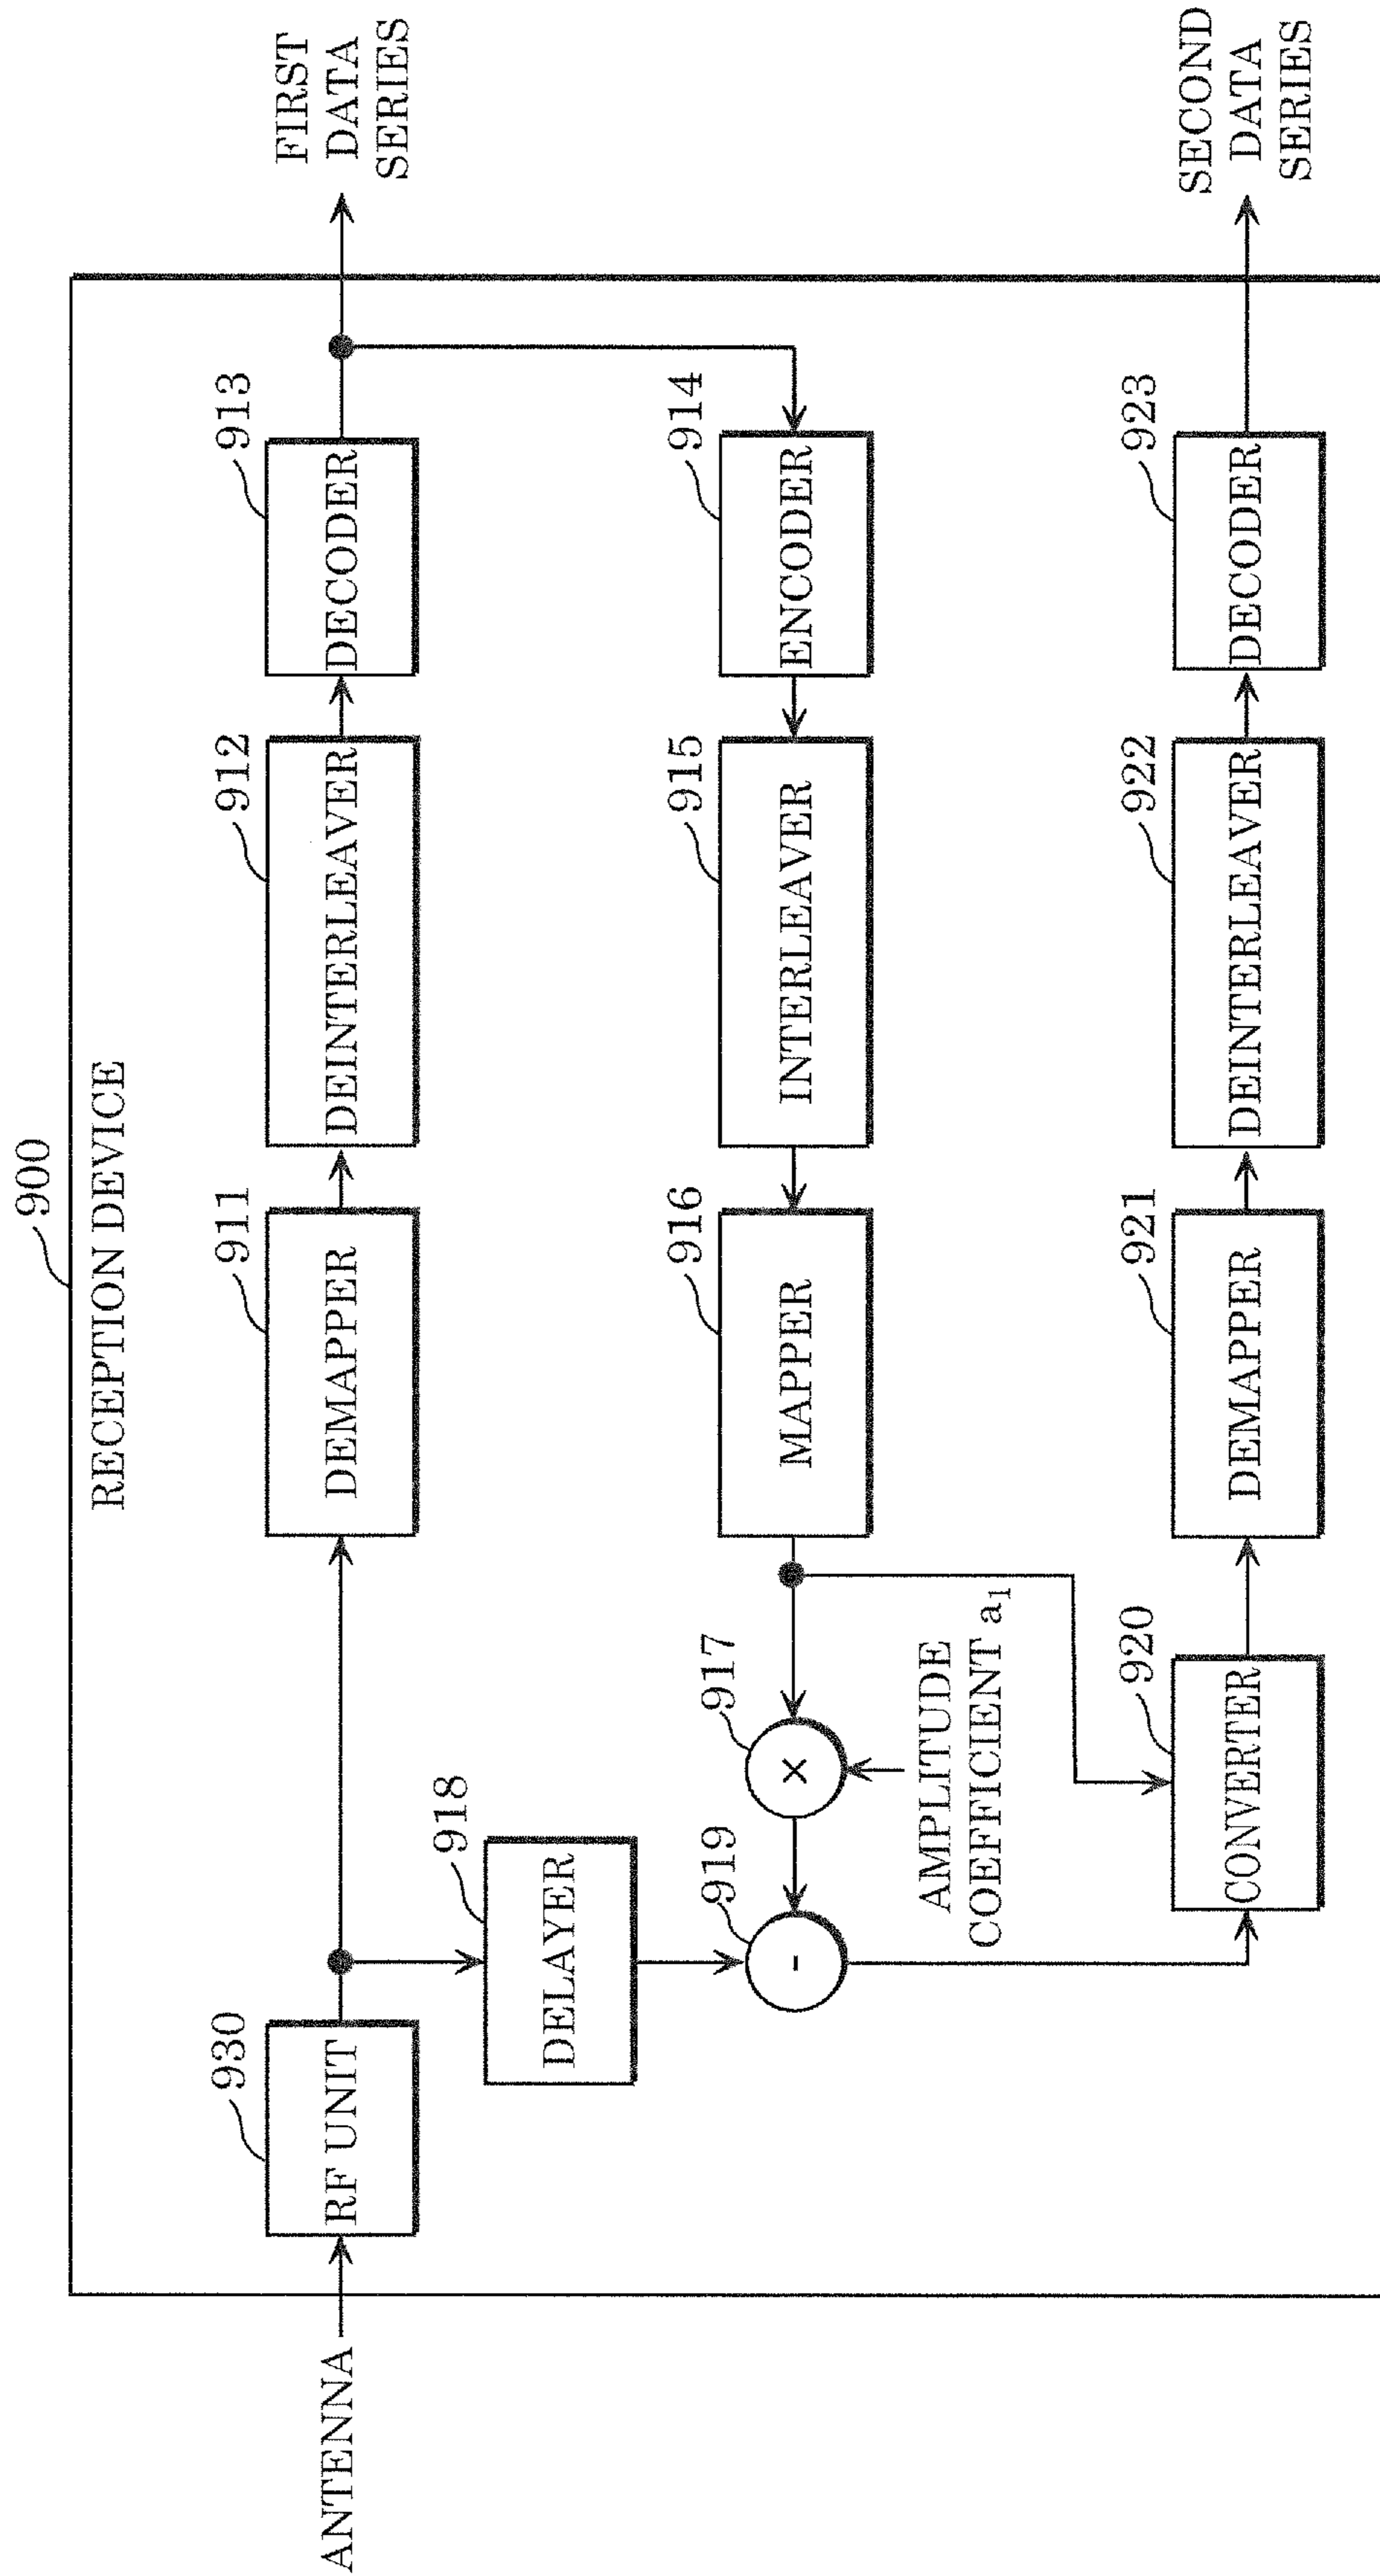 900
RECEPTION DEVICE
ANTENNA
930
RF UNIT
911
DEMAPPER
912
DEINTERLEAVER
913
DECODER
FIRST
DATA
SERIES
918
DELAYER
919
-
917
×
AMPLITUDE
COEFFICIENT a₁
916
MAPPER
915
INTERLEAVER
914
ENCODER
920
CONVERTER
921
DEMAPPER
922
DEINTERLEAVER
923
DECODER
SECOND
DATA
SERIES